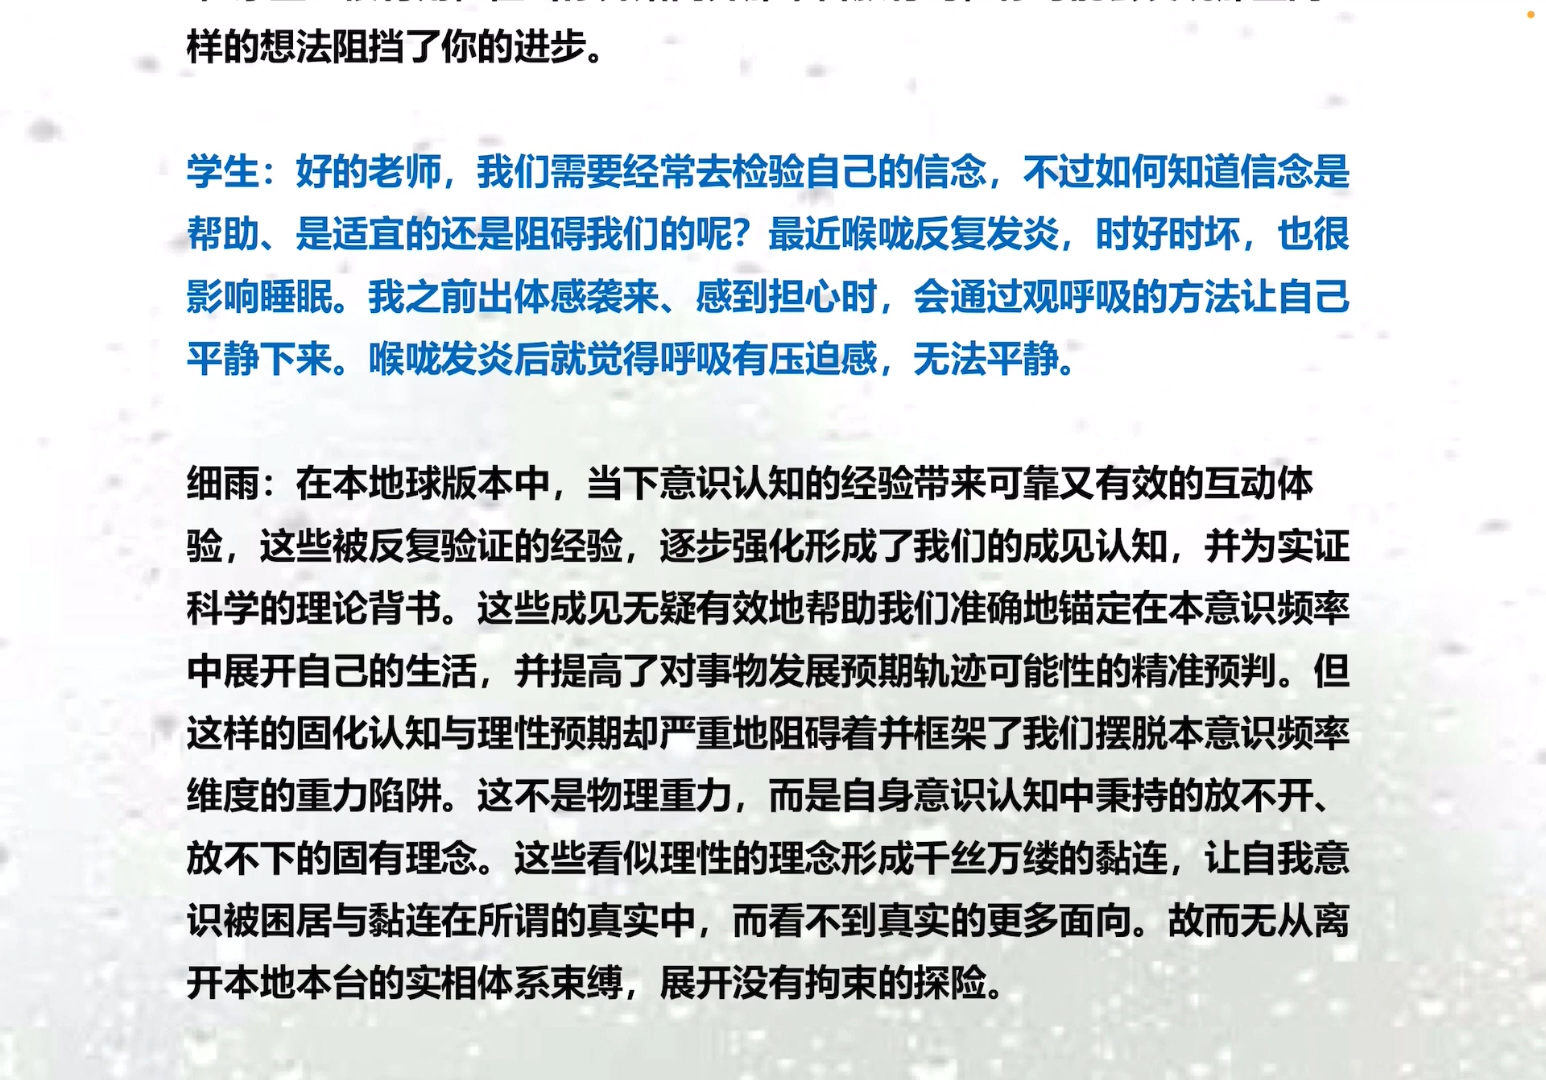 样的想法阻挡了你的进步。
学生：好的老师，我们需要经常去检验自己的信念，不过如何知道信念是
帮助、是适宜的还是阻碍我们的呢？最近喉咙反复发炎，时好时坏，也很
影响睡眠。我之前出体感袭来、感到担心时，会通过观呼吸的方法让自己
平静下来。喉咙发炎后就觉得呼吸有压迫感，无法平静。
细雨：在本地球版本中，当下意识认知的经验带来可靠又有效的互动体
验，这些被反复验证的经验，逐步强化形成了我们的成见认知，并为实证
科学的理论背书。这些成见无疑有效地帮助我们准确地锚定在本意识频率
中展开自己的生活，并提高了对事物发展预期轨迹可能性的精准预判。但
这样的固化认知与理性预期却严重地阻碍着并框架了我们摆脱本意识频率
维度的重力陷阱。这不是物理重力，而是自身意识认知中秉持的放不开、
放不下的固有理念。这些看似理性的理念形成千丝万缕的黏连，让自我意
识被困居与黏连在所谓的真实中，而看不到真实的更多面向。故而无从离
开本地本台的实相体系束缚，展开没有拘束的探险。